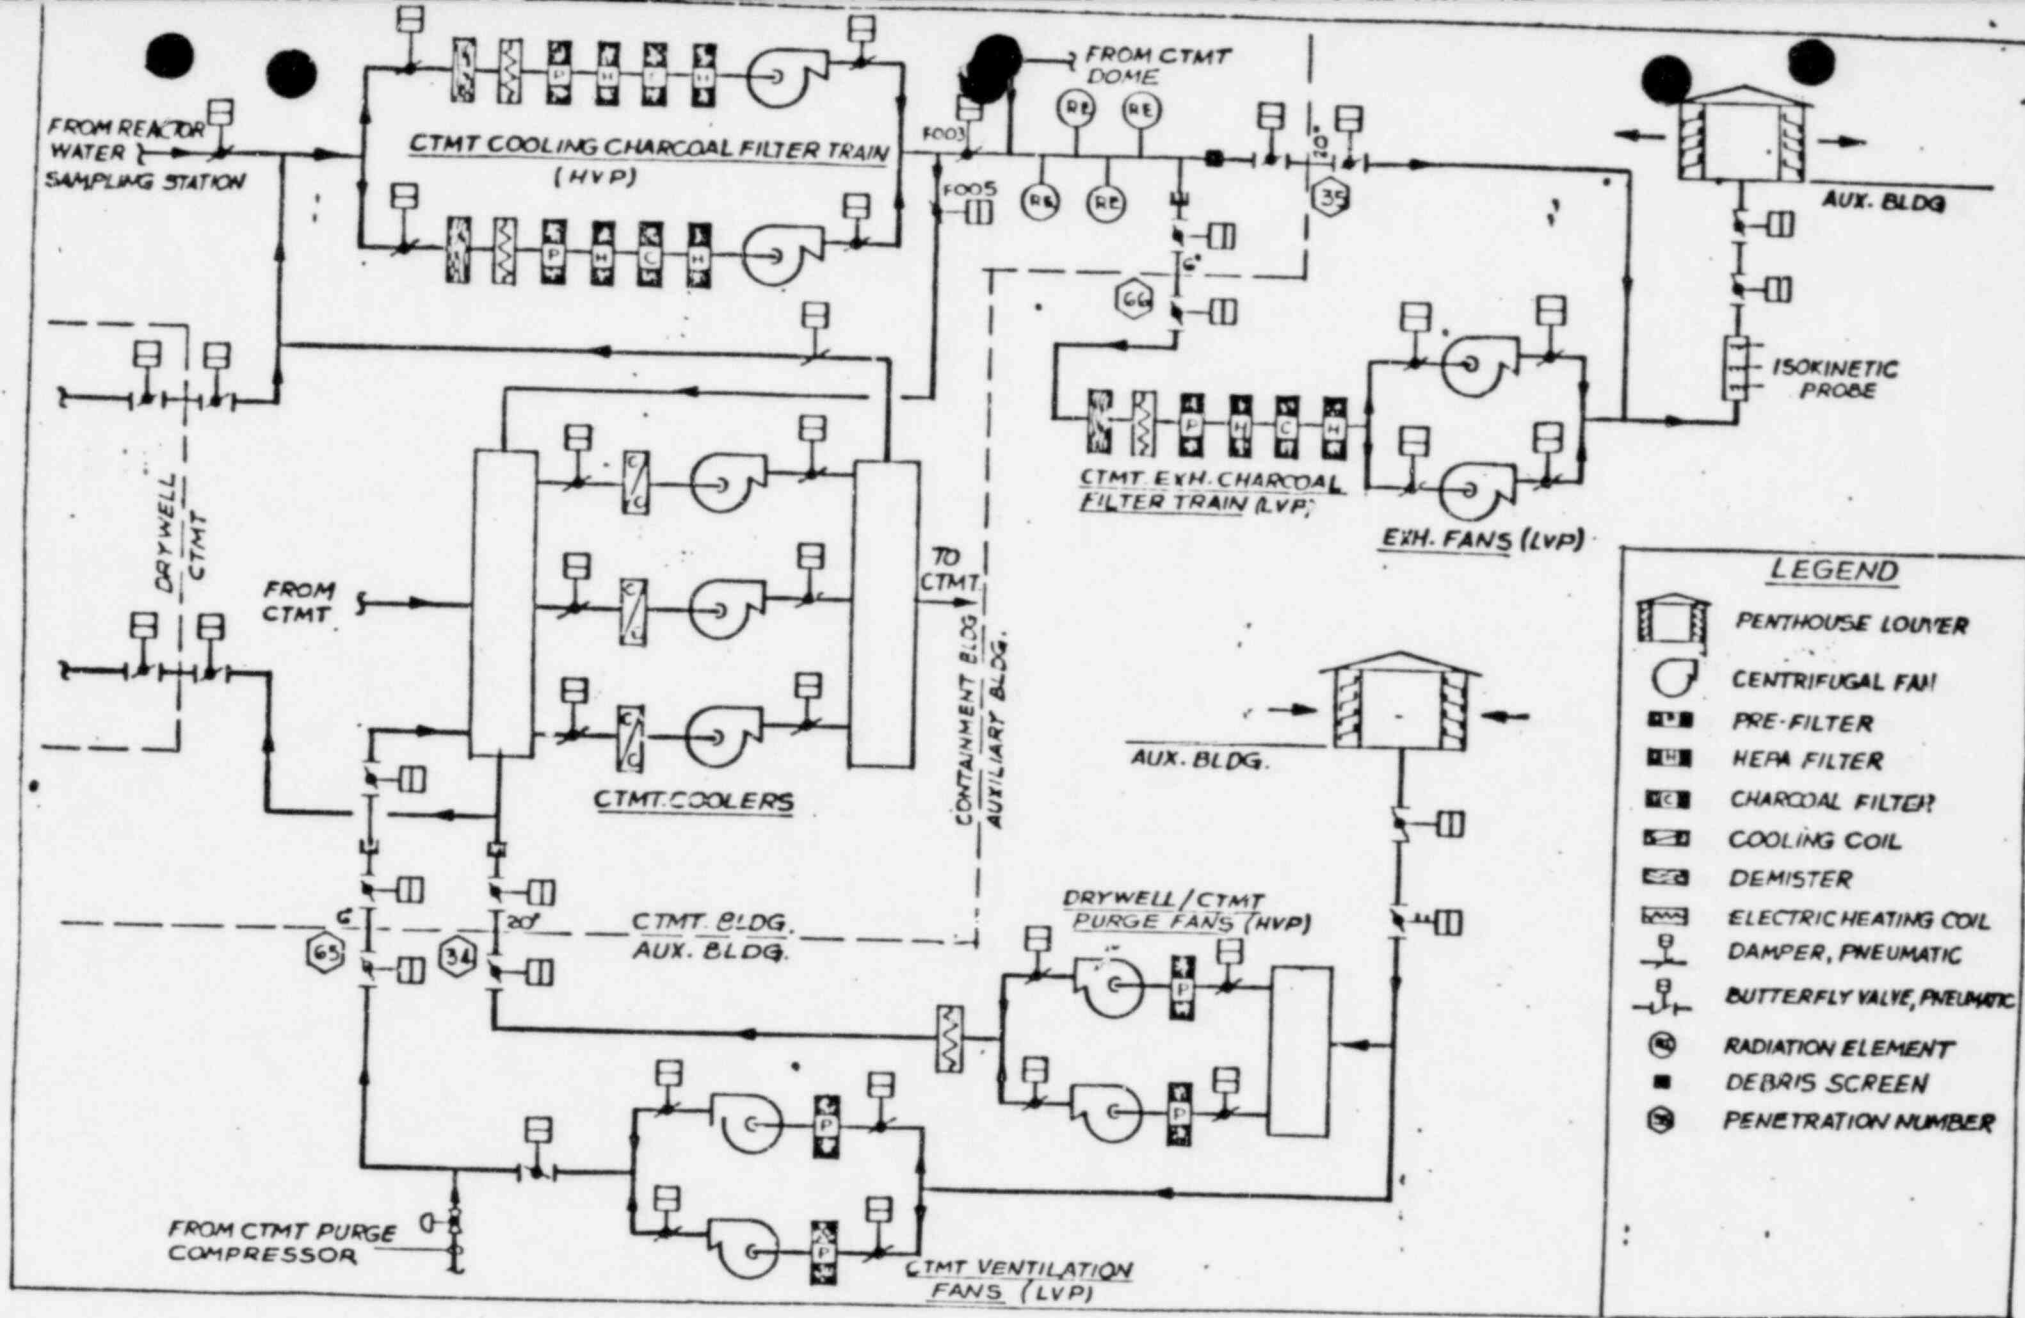 FROM REACTOR
WATER
SAMPLING STATION
CTMT COOLING CHARCOAL FILTER TRAIN
(HVP)
P
H
H
P
H
C
H
F003
F005
FROM CTMT
DOME
RE
RE
RE
RE
20"
35
6"
66
AUX. BLDG
ISOKINETIC
PROBE
P
H
C
H
CTMT. EXH. CHARCOAL
FILTER TRAIN (LVP)
EXH. FANS (LVP)
DRYWELL
CTMT
FROM
CTMT
C
C
C
C
C
C
TO
CTMT
CTMT. COOLERS
CONTAINMENT BLDG
AUXILIARY BLDG.
AUX. BLDG.
6"
65
20"
34
CTMT. BLDG.
AUX. BLDG.
DRYWELL/CTMT
PURGE FANS (HVP)
P
P
P
P
FROM CTMT PURGE
COMPRESSOR
CTMT VENTILATION
FANS (LVP)
LEGEND
PENTHOUSE LOUVER
CENTRIFUGAL FAN
P PRE-FILTER
H HEPA FILTER
C CHARCOAL FILTER
COOLING COIL
DEMISTER
ELECTRIC HEATING COIL
DAMPER, PNEUMATIC
BUTTERFLY VALVE, PNEUMATIC
RE RADIATION ELEMENT
DEBRIS SCREEN
PENETRATION NUMBER